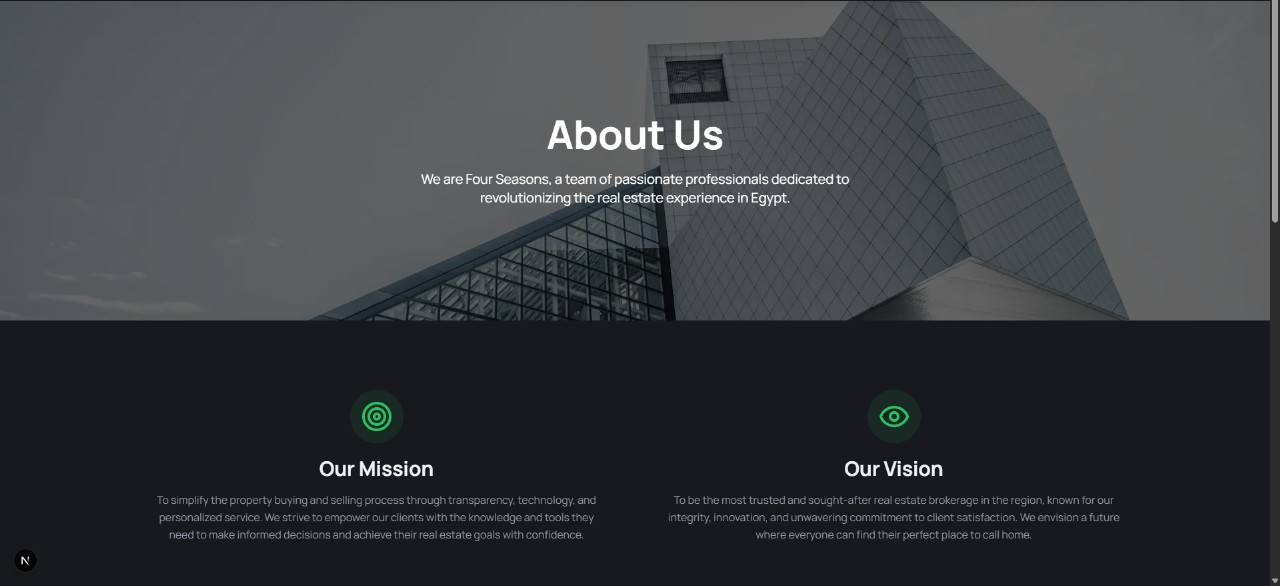 About Us
We are Four Seasons, a team of passionate professionals dedicated to
revolutionizing the real estate experience in Egypt.
Our Mission
To simplify the property buying and selling process through transparency, technology, and
personalized service. We strive to empower our clients with the knowledge and tools they
need to make informed decisions and achieve their real estate goals with confidence.
Our Vision
To be the most trusted and sought-after real estate brokerage in the region, known for our
integrity, innovation, and unwavering commitment to client satisfaction. We envision a future
where everyone can find their perfect place to call home.
N